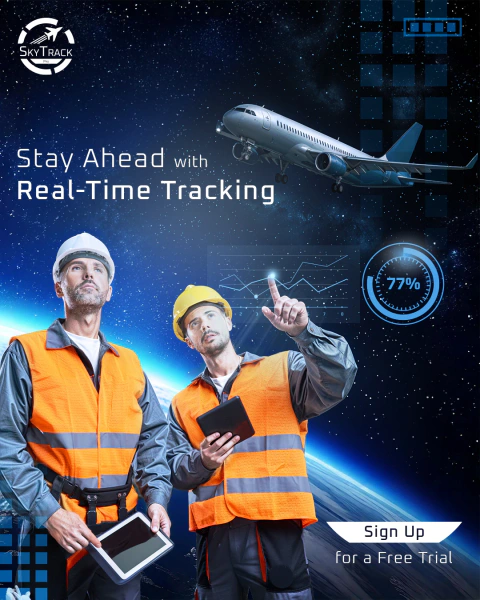 SkyTrack
Stay Ahead with
Real-Time Tracking
77%
Sign Up
for a Free Trial